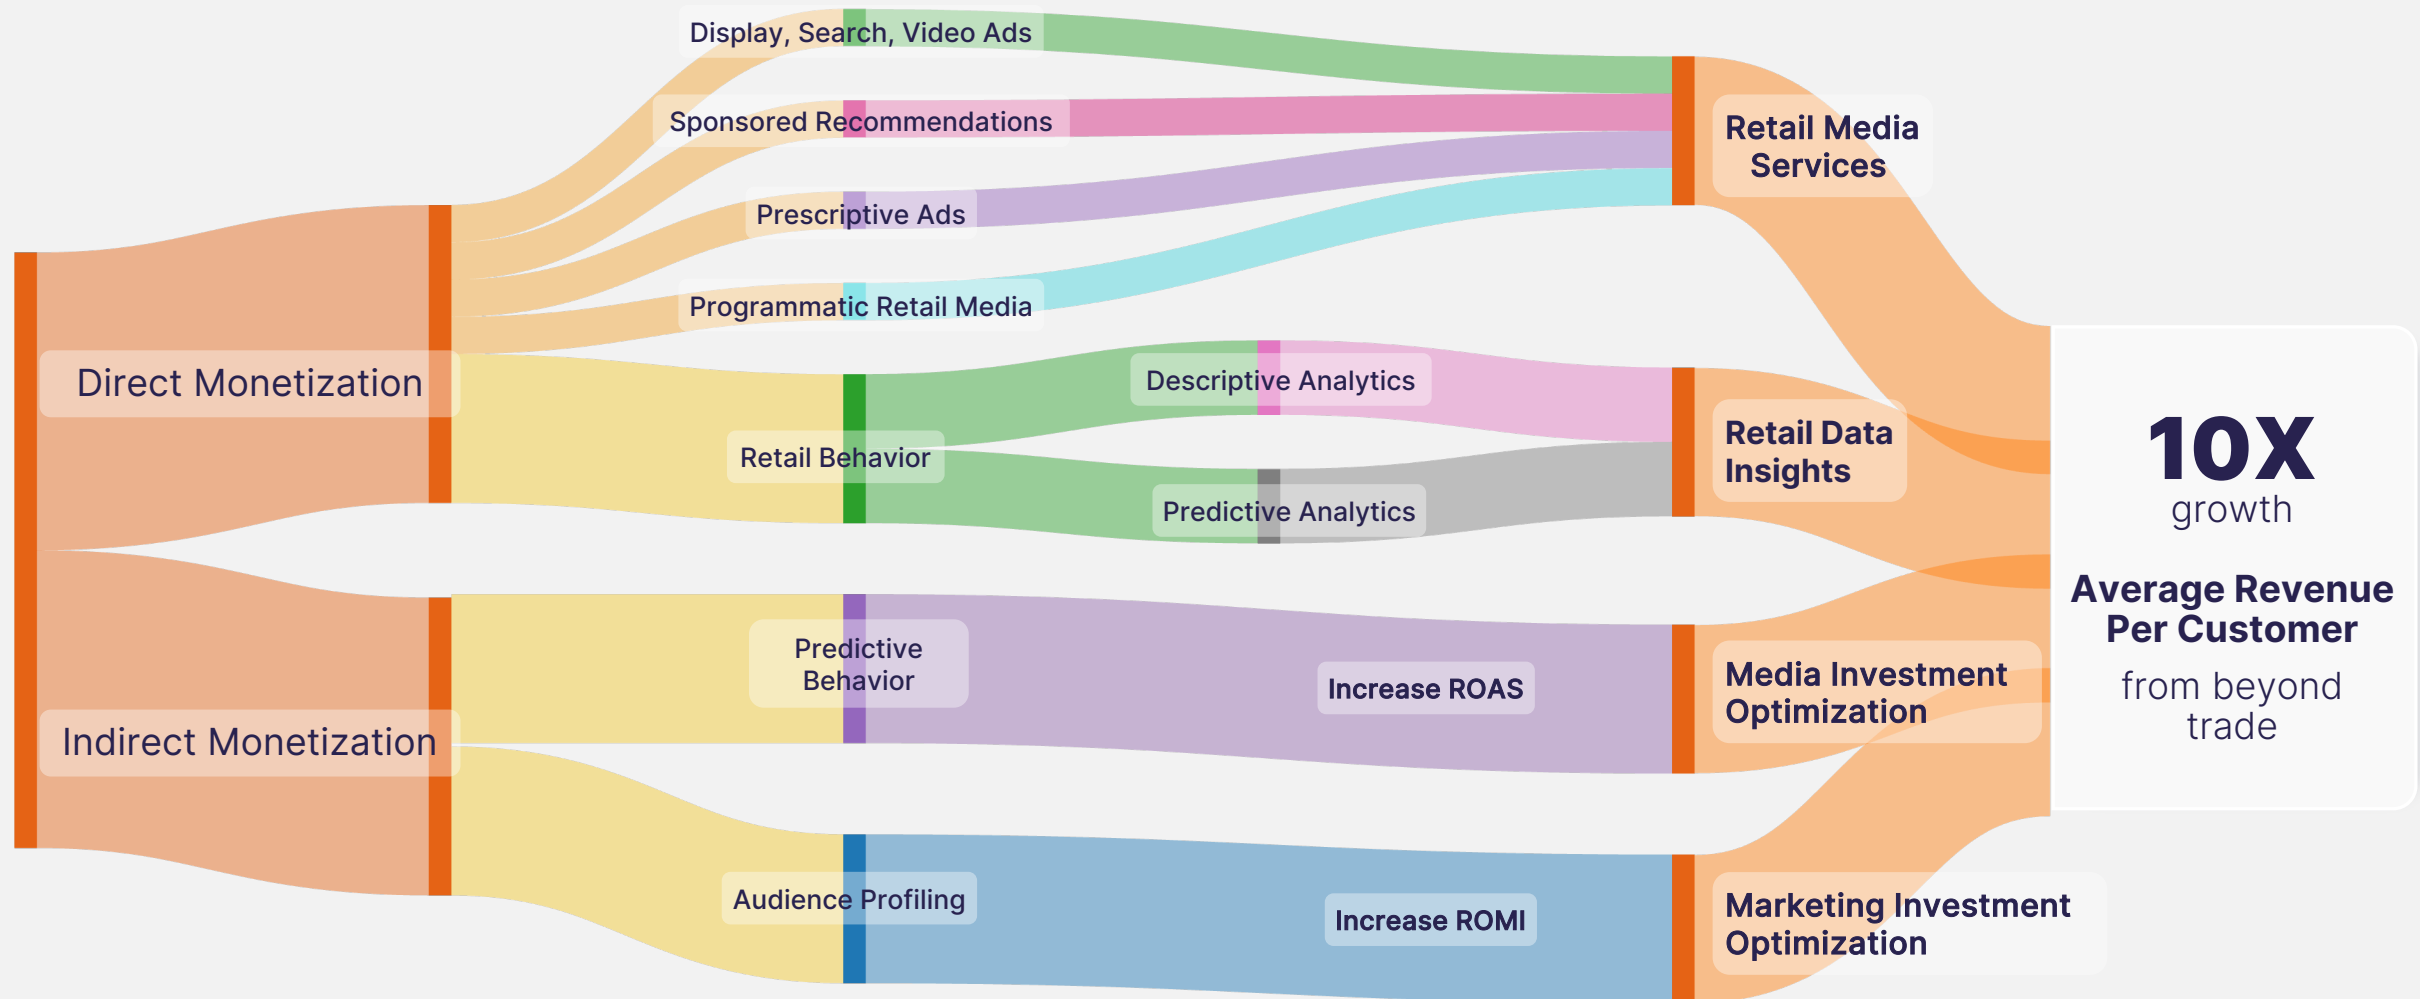 Display, Search, Video Ads
Sponsored Recommendations
Prescriptive Ads
Programmatic Retail Media
Direct Monetization
Retail Behavior
Descriptive Analytics
Predictive Analytics
Indirect Monetization
Predictive
Behavior
Increase ROAS
Audience Profiling
Increase ROMI
Retail Media
Services
Retail Data
Insights
Media Investment
Optimization
Marketing Investment
Optimization
10X
growth
Average Revenue
Per Customer
from beyond
trade